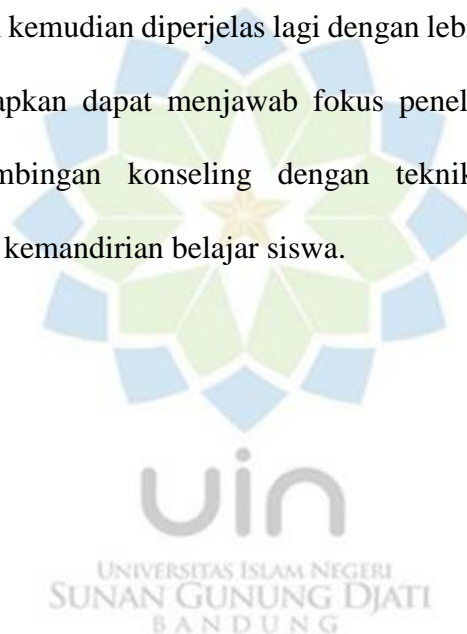 kemudian diperjelas lagi dengan leb
apkan dapat menjawab fokus penel
mbingan konseling dengan teknik
kemandirian belajar siswa.
uin
UNIVERSITAS ISLAM NEGERI
SUNAN GUNUNG DJATI
BANDUNG